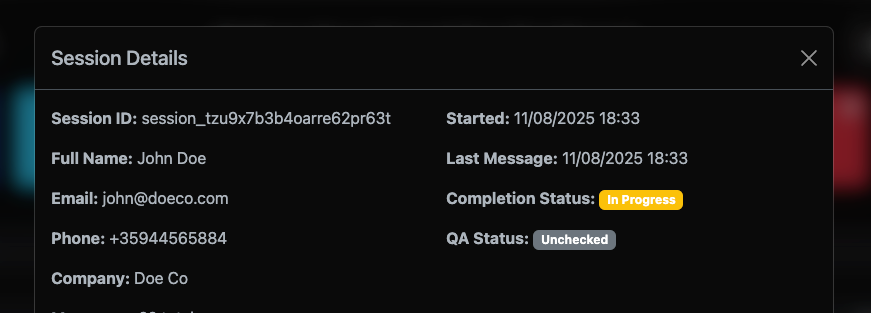 Session Details
Session ID: session_tzu9x7b3b4oarre62pr63t
Full Name: John Doe
Email: john@doeco.com
Phone: +35944565884
Company: Doe Co
Started: 11/08/2025 18:33
Last Message: 11/08/2025 18:33
Completion Status: In Progress
QA Status: Unchecked